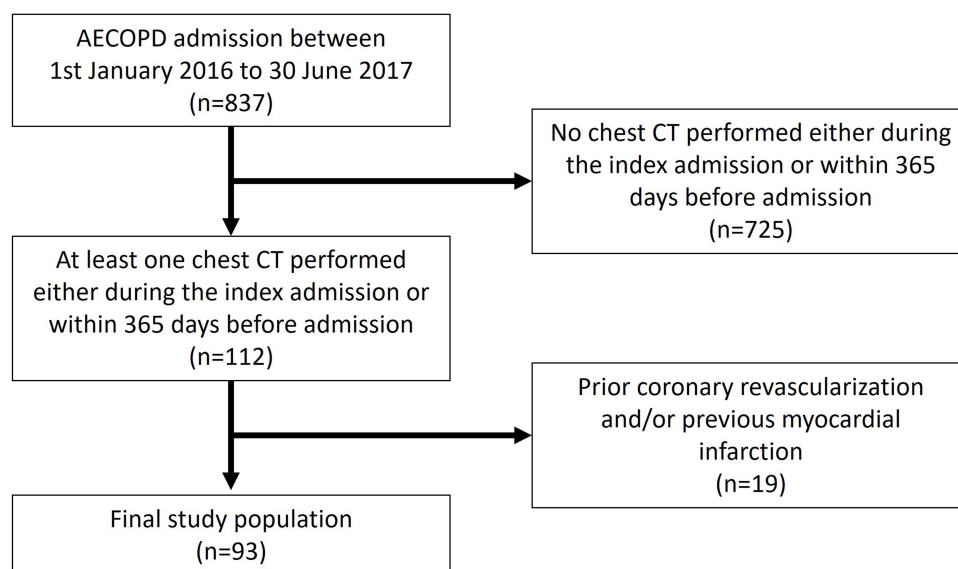 AECOPD admission between
1st January 2016 to 30 June 2017
(n=837)
No chest CT performed either during
the index admission or within 365
days before admission
(n=725)
At least one chest CT performed
either during the index admission or
within 365 days before admission
(n=112)
Prior coronary revascularization
and/or previous myocardial
infarction
(n=19)
Final study population
(n=93)